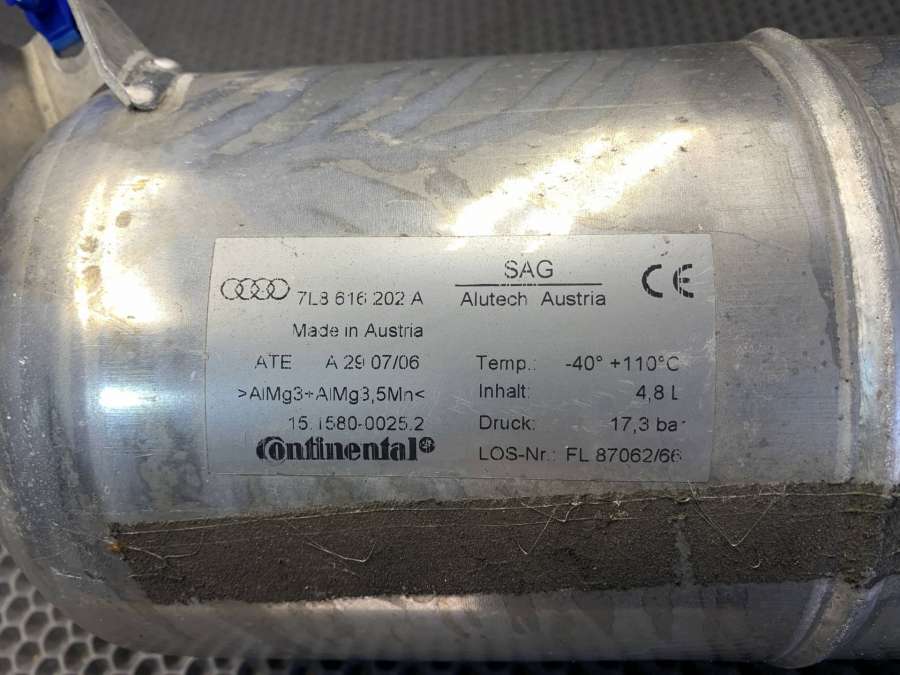 7L8 616 202 A
Made in Austria
ATE A 29 07/06
>AlMg3+AlMg3,5Mn<
15.1580-0025.2
Continental
SAG
Alutech Austria
CE
Temp.: -40° +110°C
Inhalt: 4,8 L
Druck: 17,3 bar
LOS-Nr.: FL 87062/66